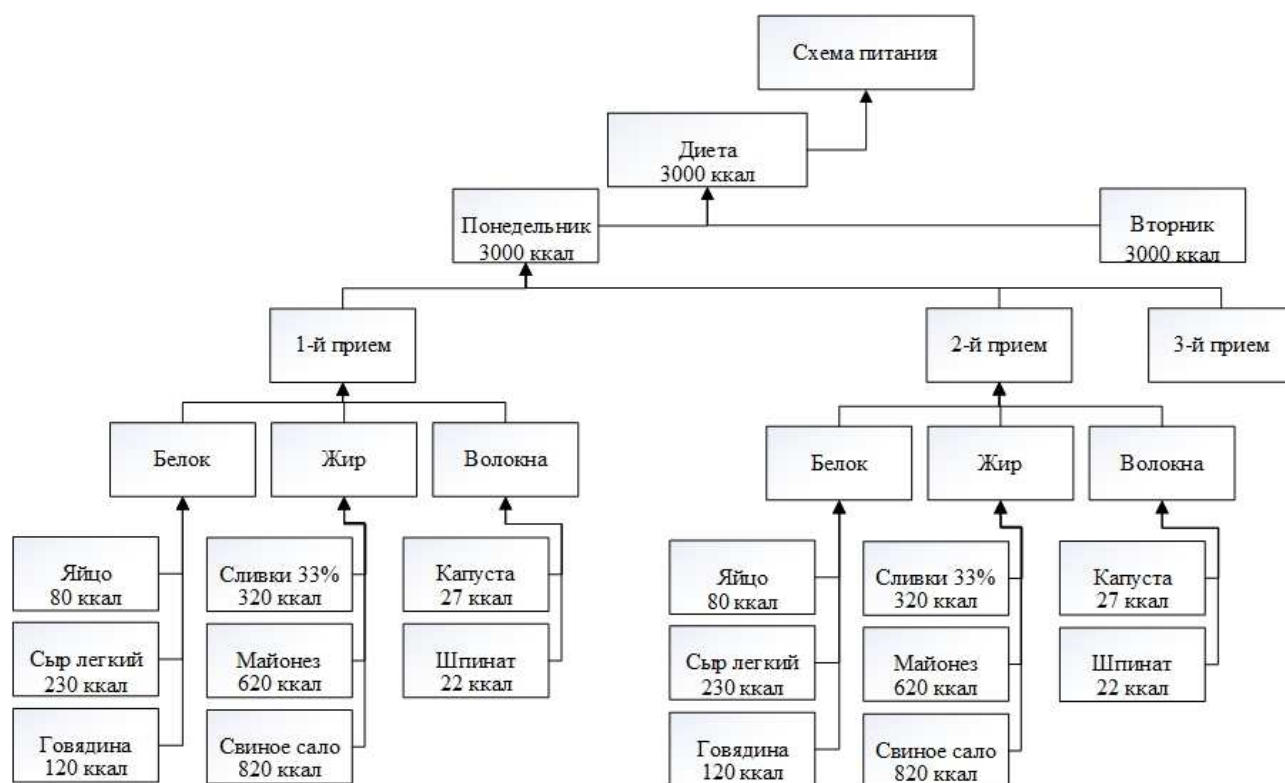 Схема питания
Диета
3000 ккал
Понедельник
3000 ккал
Вторник
3000 ккал
1-й прием
2-й прием
3-й прием
Белок
Жир
Волокна
Белок
Жир
Волокна
Яйцо
80 ккал
Сливки 33%
320 ккал
Капуста
27 ккал
Яйцо
80 ккал
Сливки 33%
320 ккал
Капуста
27 ккал
Сыр легкий
230 ккал
Майонез
620 ккал
Шпинат
22 ккал
Сыр легкий
230 ккал
Майонез
620 ккал
Шпинат
22 ккал
Говядина
120 ккал
Свиное сало
820 ккал
Говядина
120 ккал
Свиное сало
820 ккал